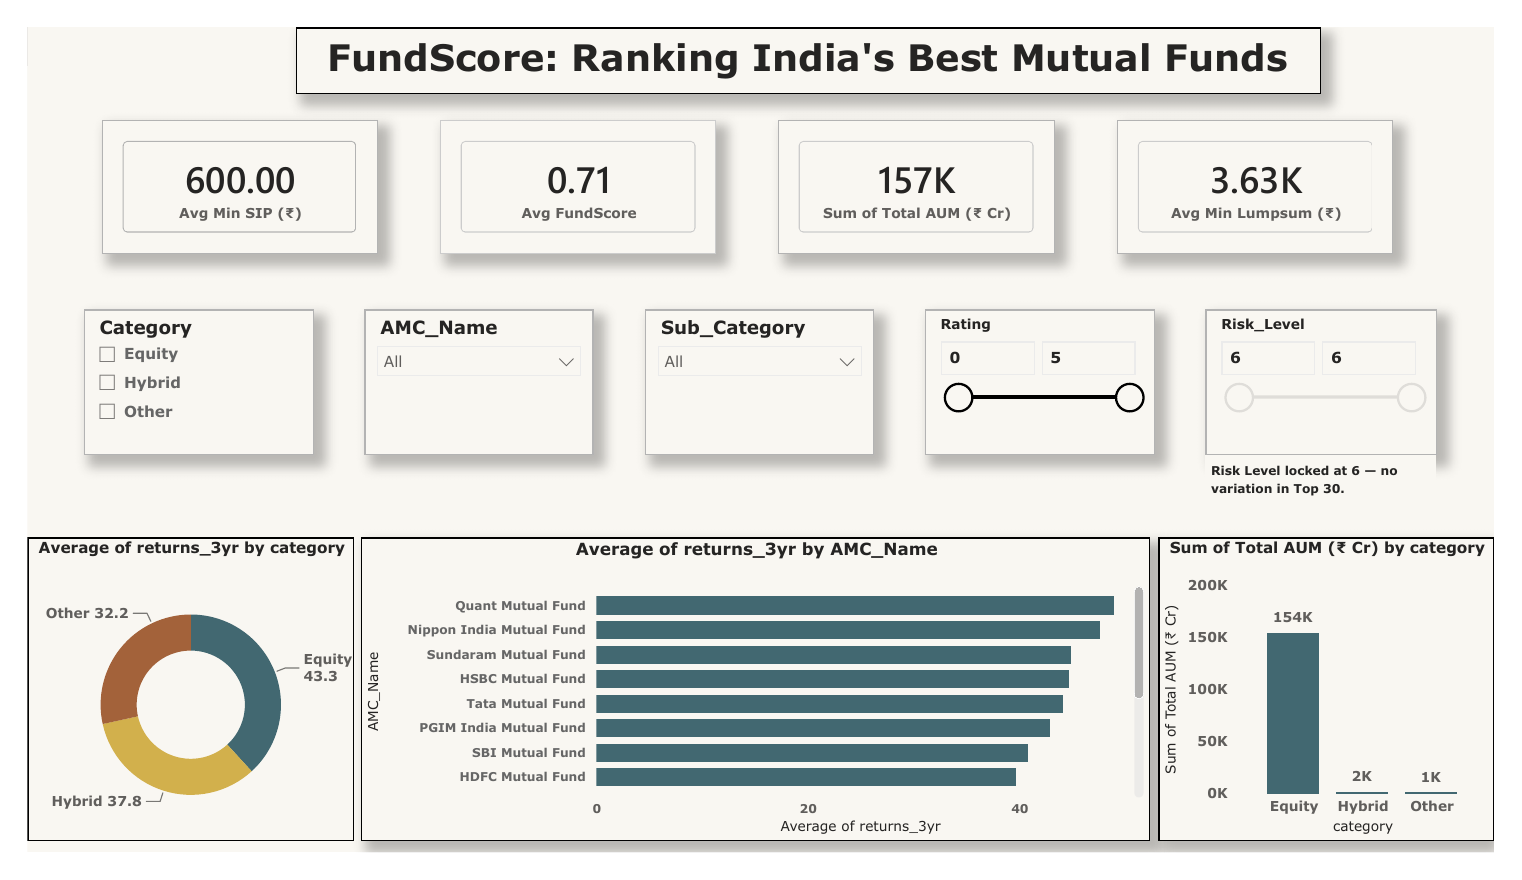 FundScore: Ranking India's Best Mutual Funds
600.00
Avg Min SIP (₹)
0.71
Avg FundScore
157K
Sum of Total AUM (₹ Cr)
3.63K
Avg Min Lumpsum (₹)
Category
Equity
Hybrid
Other
AMC_Name
All
Sub_Category
All
Rating
0
5
Risk_Level
6
6
Risk Level locked at 6 — no
variation in Top 30.
Average of returns_3yr by category
Other 32.2
Equity
43.3
Hybrid 37.8
Average of returns_3yr by AMC_Name
AMC_Name
Quant Mutual Fund
Nippon India Mutual Fund
Sundaram Mutual Fund
HSBC Mutual Fund
Tata Mutual Fund
PGIM India Mutual Fund
SBI Mutual Fund
HDFC Mutual Fund
0
20
40
Average of returns_3yr
Sum of Total AUM (₹ Cr) by category
Sum of Total AUM (₹ Cr)
200K
150K
100K
50K
0K
154K
2K
1K
Equity
Hybrid
Other
category